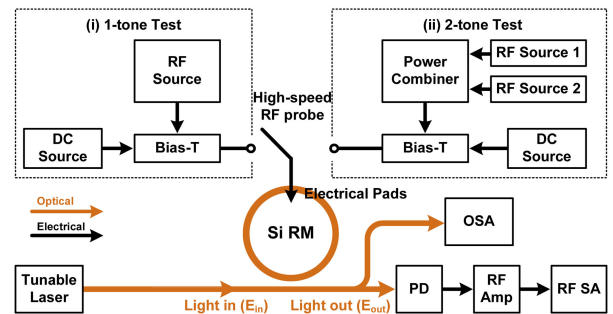 (i) 1-tone Test
RF
Source
DC
Source
Bias-T
High-speed
RF probe
(ii) 2-tone Test
Power
Combiner
RF Source 1
RF Source 2
Bias-T
DC
Source
Electrical Pads
Optical
Electrical
Si RM
OSA
Tunable
Laser
Light in (Ein)
Light out (Eout)
PD
RF
Amp
RF SA